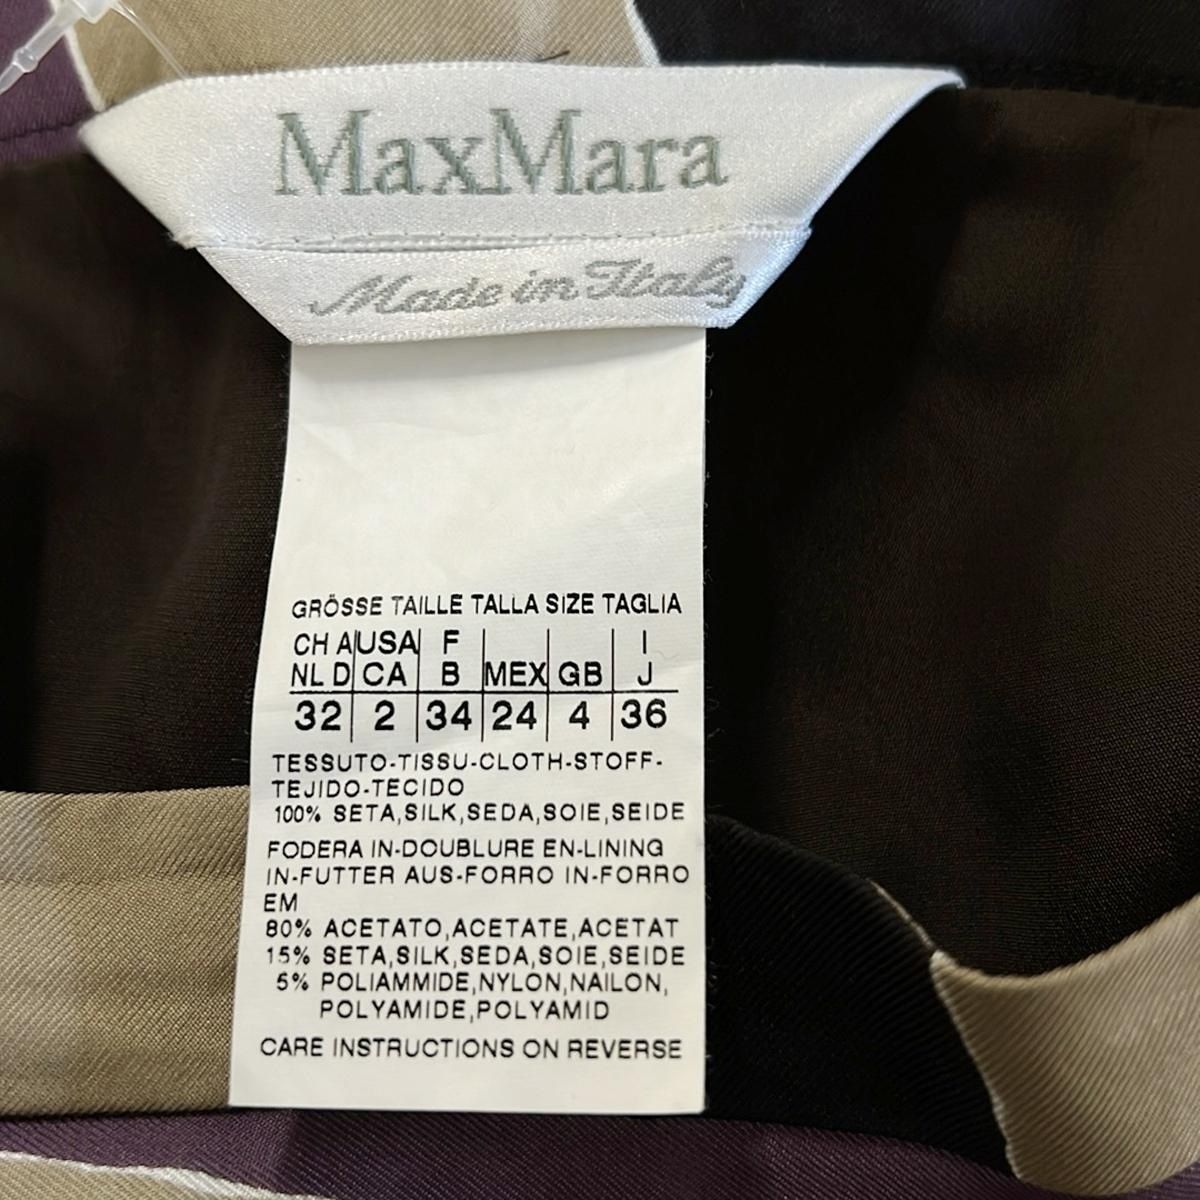 MaxMara
Made in Italy
GRÖSSE TAILLE TALLA SIZE TAGLIA
CH A USA F I
NL D CA B MEX GB J
32 2 34 24 4 36
TESSUTO-TISSU-CLOTH-STOFF-
TEJIDO-TECIDO
100% SETA,SILK,SEDA,SOIE,SEIDE
FODERA IN-DOUBLURE EN-LINING
IN-FUTTER AUS-FORRO IN-FORRO
EM
80% ACETATO,ACETATE,ACETAT
15% SETA,SILK,SEDA,SOIE,SEIDE
5% POLIAMMIDE,NYLON,NAILON,
POLYAMIDE,POLYAMID
CARE INSTRUCTIONS ON REVERSE